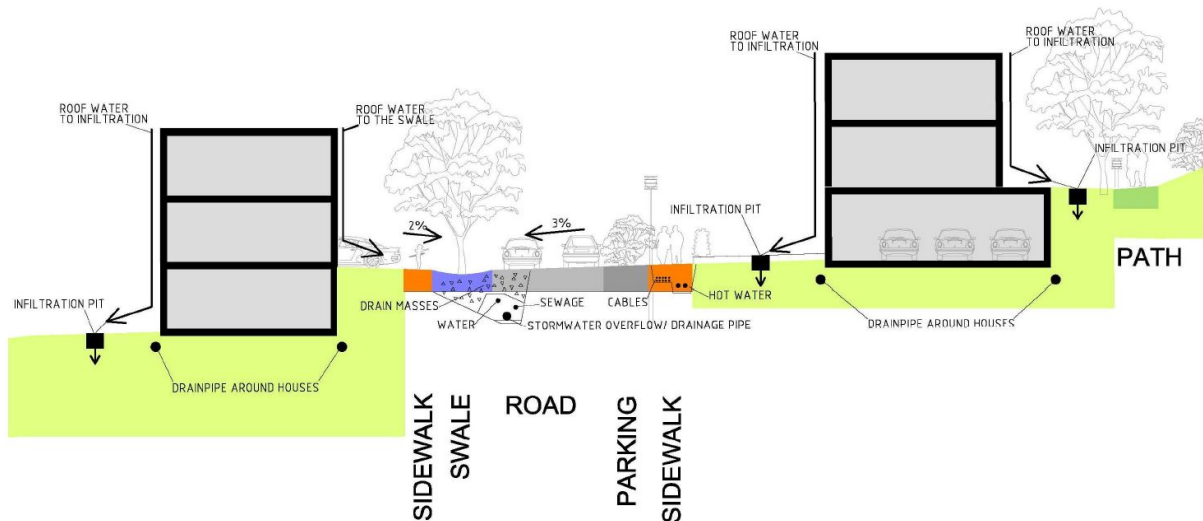 ROOF WATER
TO INFILTRATION
ROOF WATER
TO INFILTRATION
ROOF WATER
TO INFILTRATION
ROOF WATER
TO THE SWALE
INFILTRATION PIT
2%
3%
INFILTRATION PIT
PATH
INFILTRATION PIT
DRAIN MASSES
SEWAGE
CABLES
HOT WATER
WATER
STORMWATER OVERFLOW/ DRAINAGE PIPE
DRAINPIPE AROUND HOUSES
DRAINPIPE AROUND HOUSES
SIDEWALK
SWALE
ROAD
PARKING
SIDEWALK